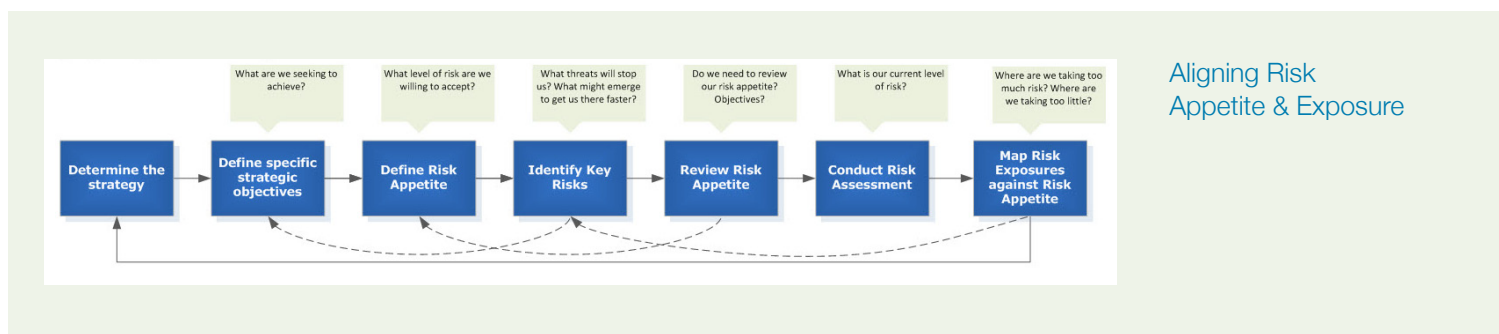 What are we seeking to
achieve?
What level of risk are we
willing to accept?
What threats will stop
us? What might emerge
to get us there faster?
Do we need to review
our risk appetite?
Objectives?
What is our current level
of risk?
Where are we taking too
much risk? Where are
we taking too little?
Aligning Risk
Appetite & Exposure
Determine the
strategy
Define specific
strategic
objectives
Define Risk
Appetite
Identify Key
Risks
Review Risk
Appetite
Conduct Risk
Assessment
Map Risk
Exposures
against Risk
Appetite